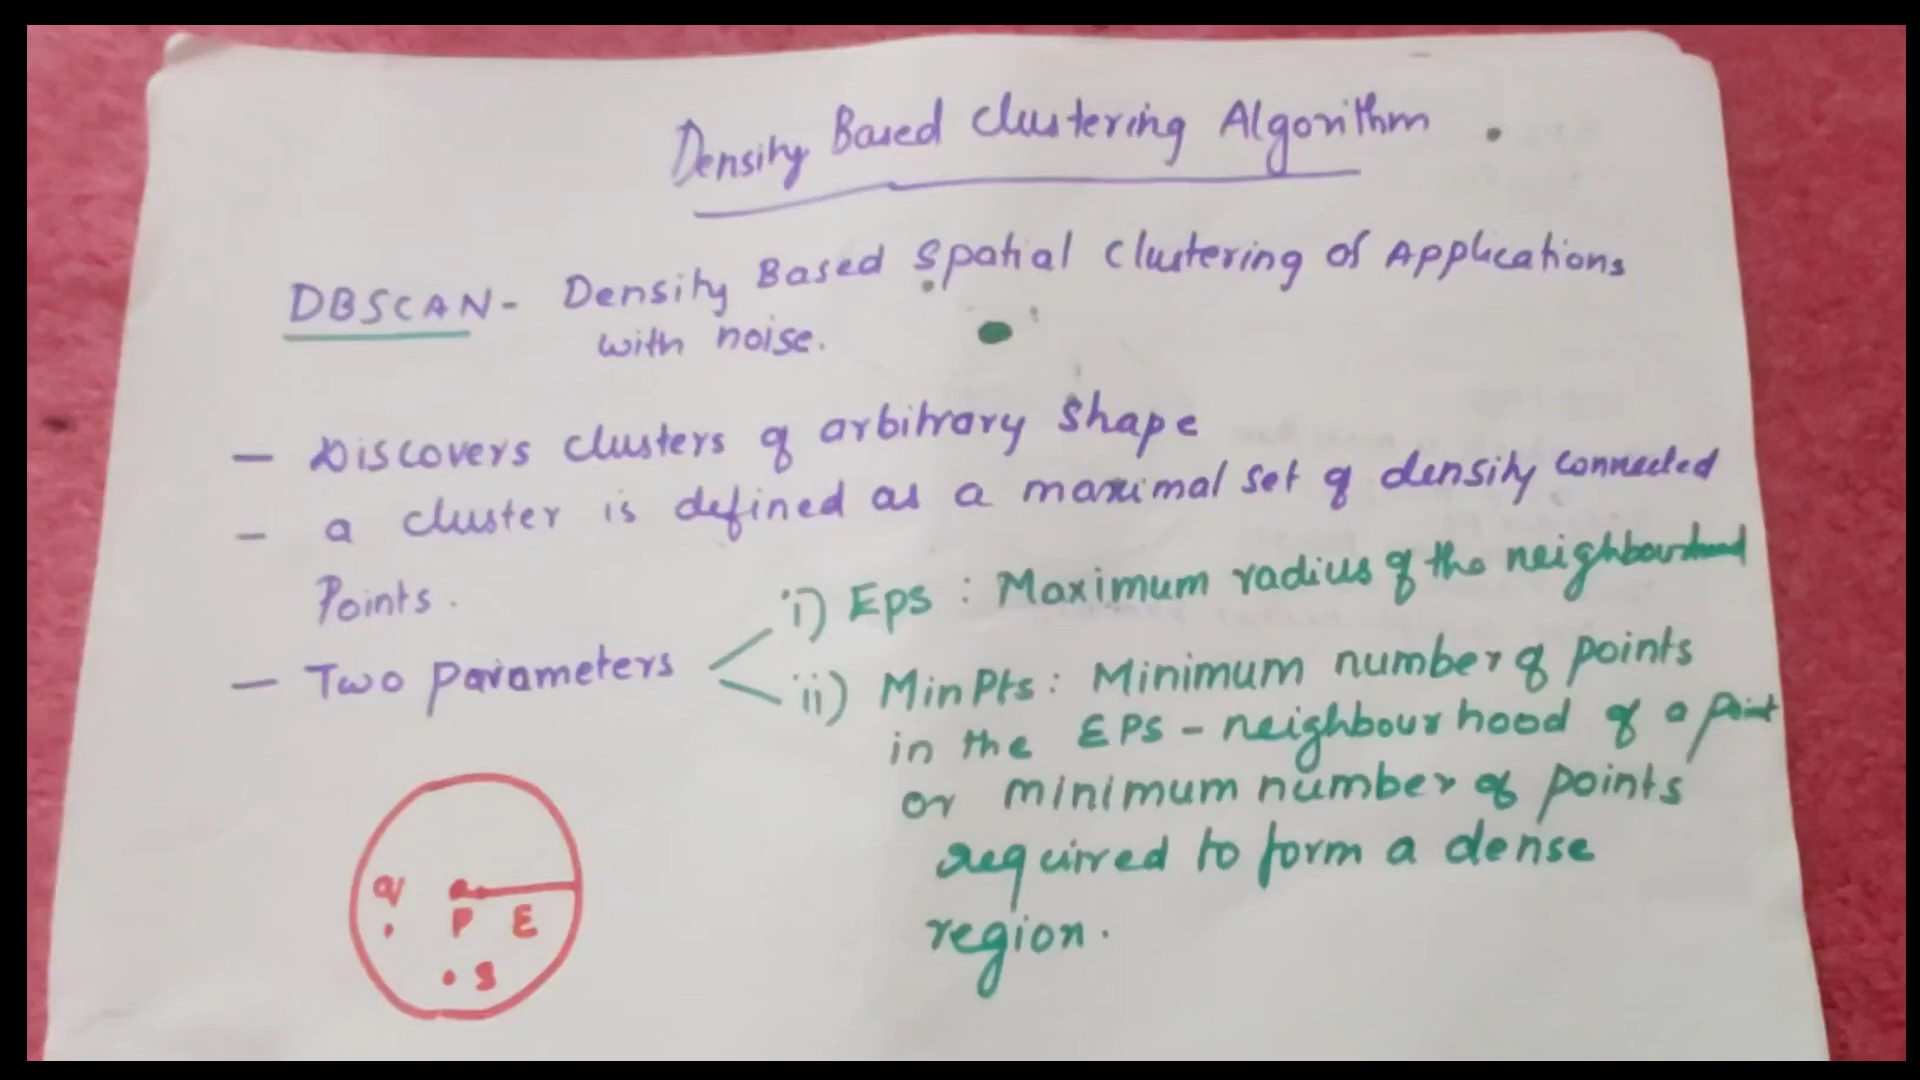 Density Based Clustering Algorithm.
DBSCAN- Density Based Spatial Clustering of Applications
with noise.
— Discovers clusters of arbitrary shape
- a cluster is defined as a maximal set of density connected
Points.
— Two parameters
i) Eps : Maximum radius of the neighbourhood
ii) MinPts : Minimum number of points
in the EPS - neighbourhood of a point
or minimum number of points
required to form a dense
region.
q
P E
s